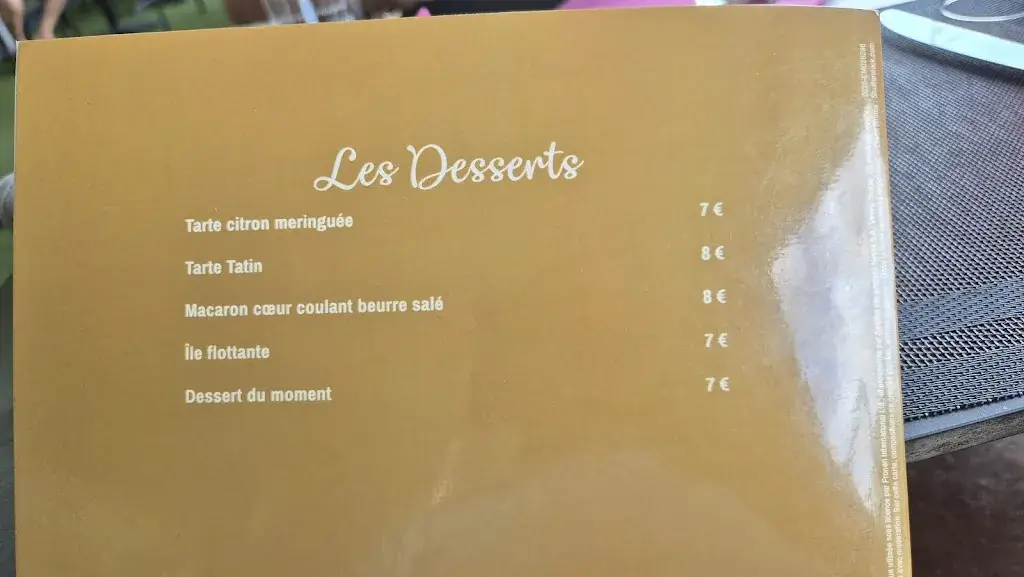 Les Desserts
Tarte citron meringuée 7 €
Tarte Tatin 8 €
Macaron cœur coulant beurre salé 8 €
Île flottante 7 €
Dessert du moment 7 €